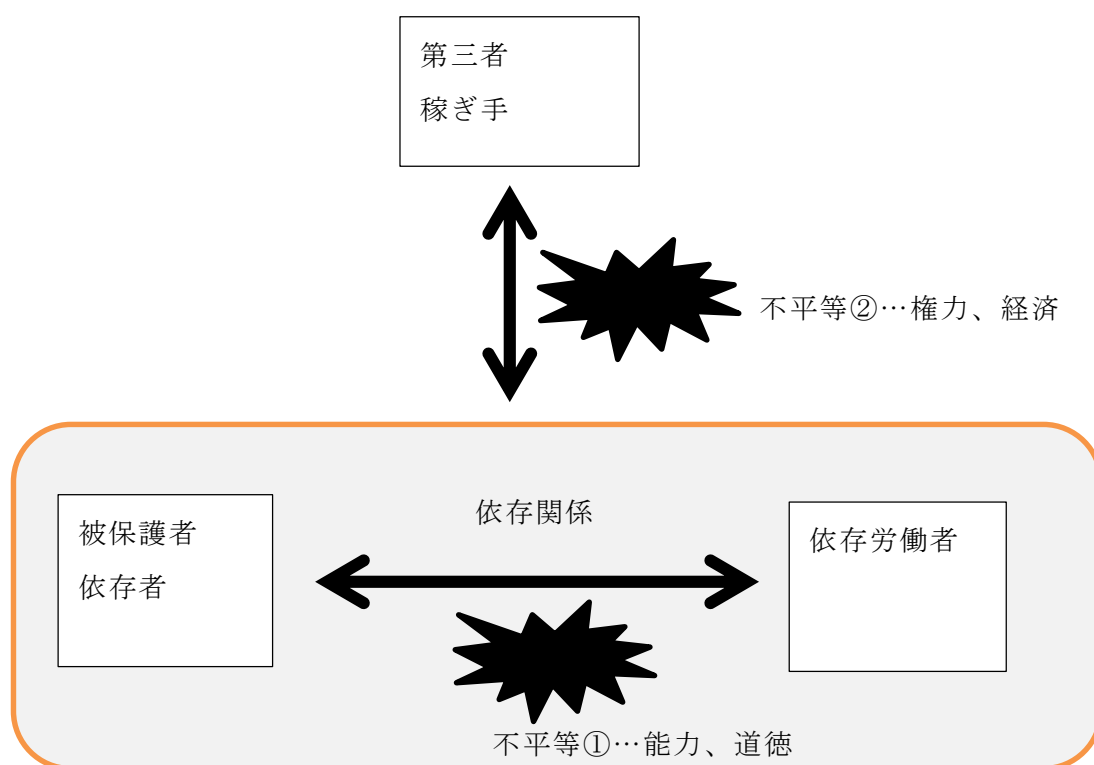 第三者
稼ぎ手
不平等②…権力、経済
依存関係
被保護者
依存者
依存労働者
不平等①…能力、道徳